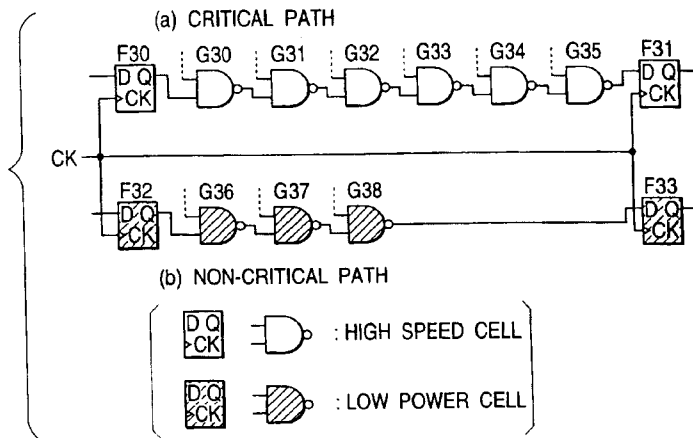 (a) CRITICAL PATH
F30 G30 G31 G32 G33 G34 G35 F31
D Q D Q
CK CK
CK
F32 G36 G37 G38 F33
D Q D Q
CK CK
(b) NON-CRITICAL PATH
D Q
CK : HIGH SPEED CELL
D Q
CK : LOW POWER CELL